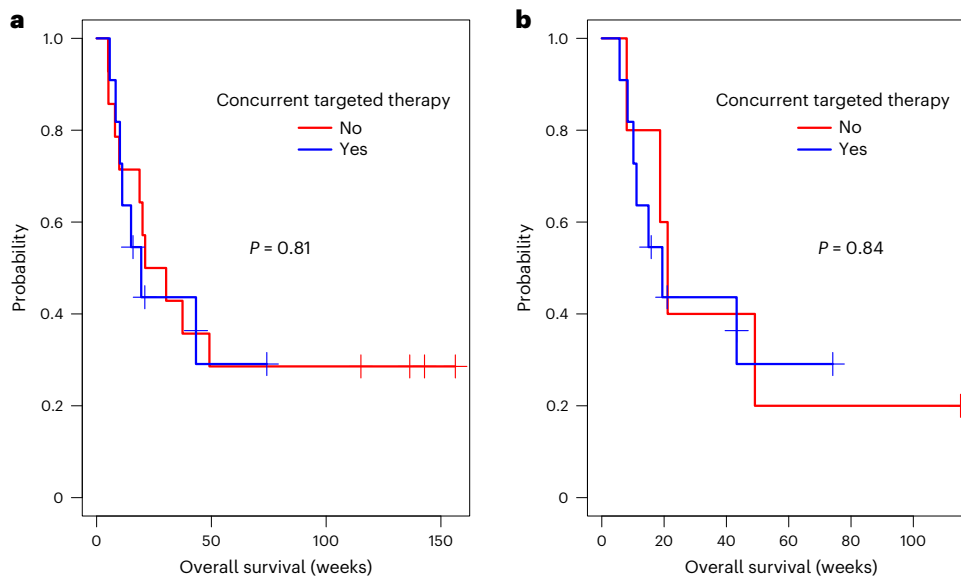 a
1.0
0.8
0.6
0.4
0.2
0
Probability
Concurrent targeted therapy
No
Yes
P = 0.81
0 50 100 150
Overall survival (weeks)
b
1.0
0.8
0.6
0.4
0.2
0
Probability
Concurrent targeted therapy
No
Yes
P = 0.84
0 20 40 60 80 100
Overall survival (weeks)